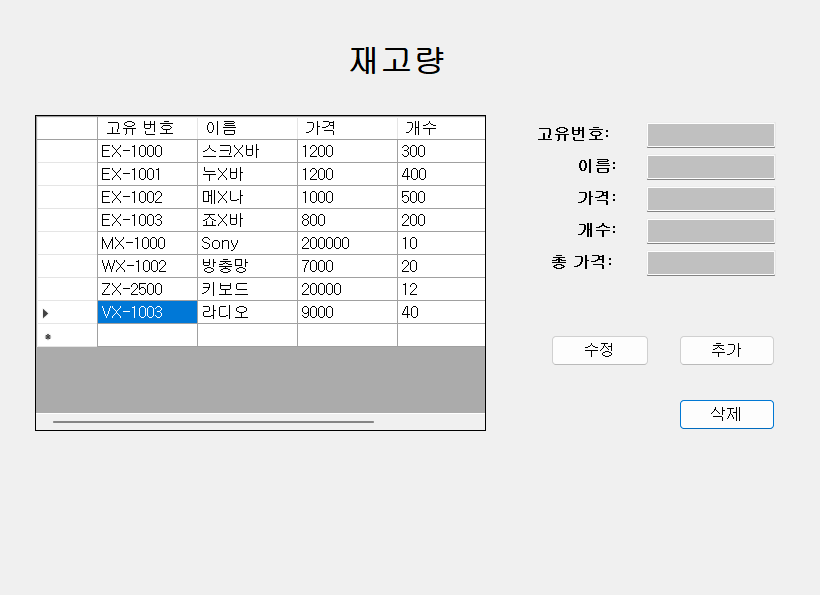 재고량
고유 번호 이름 가격 개수
EX-1000 스크X바 1200 300
EX-1001 누X바 1200 400
EX-1002 메X나 1000 500
EX-1003 죠X바 800 200
MX-1000 Sony 200000 10
WX-1002 방충망 7000 20
ZX-2500 키보드 20000 12
VX-1003 라디오 9000 40
고유번호:
이름:
가격:
개수:
총 가격:
수정 추가
삭제